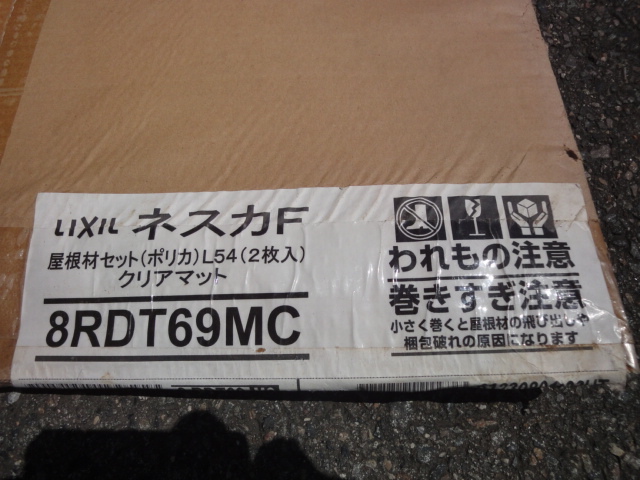 LIXIL ネスカF
屋根材セット(ポリカ)L54(2枚入)
クリアマット
8RDT69MC
われもの注意
巻きすぎ注意
小さく巻くと屋根材の飛び出しや
梱包破れの原因になります